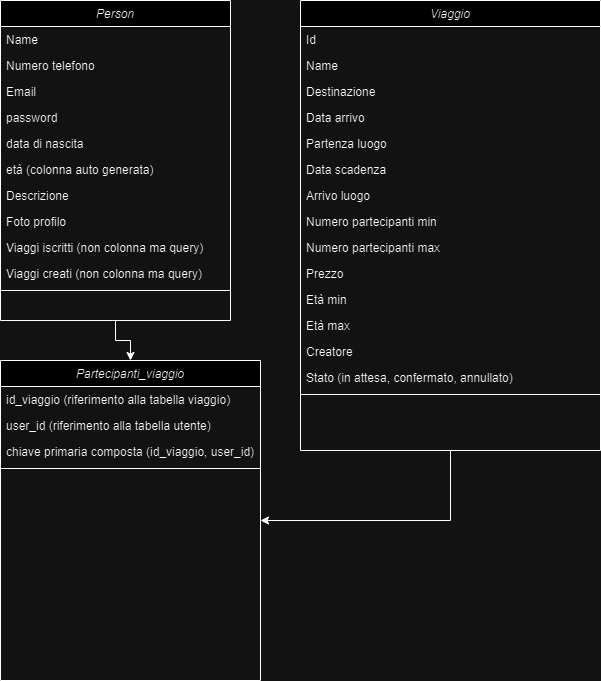 Person
Name
Numero telefono
Email
password
data di nascita
età (colonna auto generata)
Descrizione
Foto profilo
Viaggi iscritti (non colonna ma query)
Viaggi creati (non colonna ma query)
Viaggio
Id
Name
Destinazione
Data arrivo
Partenza luogo
Data scadenza
Arrivo luogo
Numero partecipanti min
Numero partecipanti max
Prezzo
Età min
Età max
Creatore
Stato (in attesa, confermato, annullato)
Partecipanti_viaggio
id_viaggio (riferimento alla tabella viaggio)
user_id (riferimento alla tabella utente)
chiave primaria composta (id_viaggio, user_id)